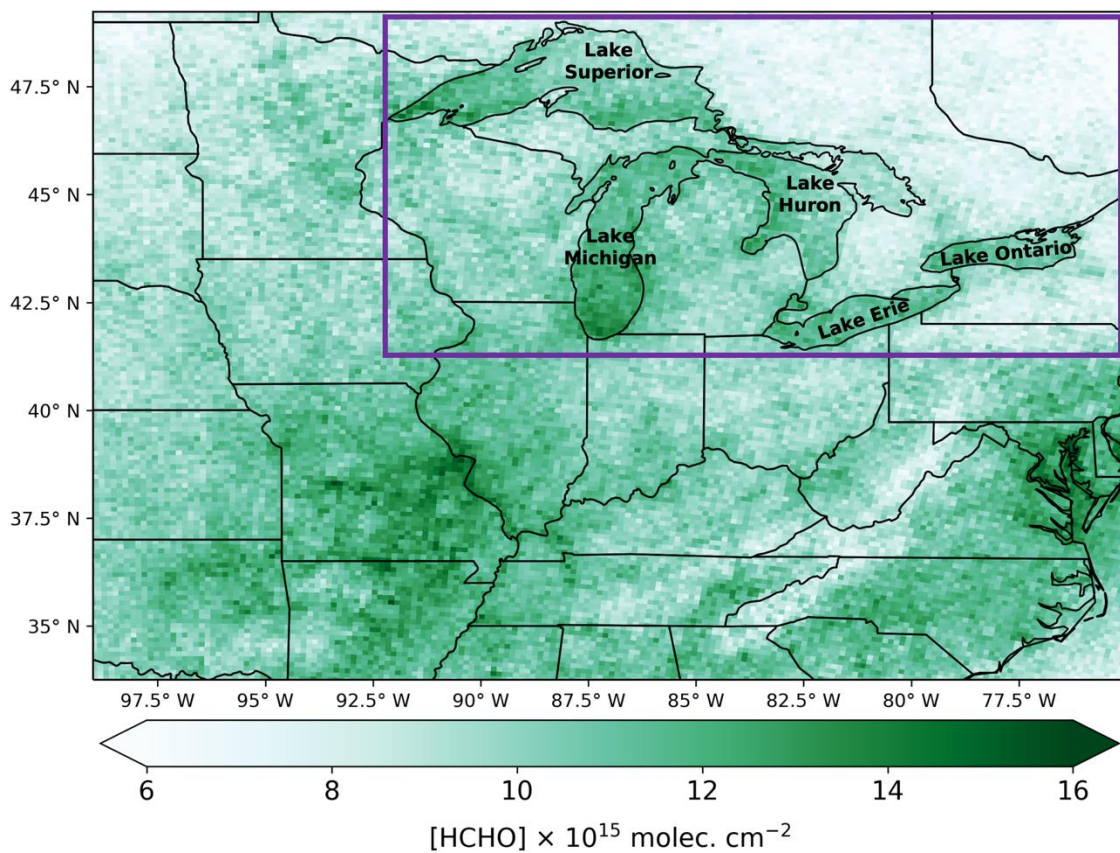 Lake
Superior
Lake
Huron
Lake
Michigan
Lake Ontario
Lake Erie
47.5° N
45° N
42.5° N
40° N
37.5° N
35° N
97.5° W
95° W
92.5° W
90° W
87.5° W
85° W
82.5° W
80° W
77.5° W
6
8
10
12
14
16
[HCHO] × 10¹⁵ molec. cm⁻²